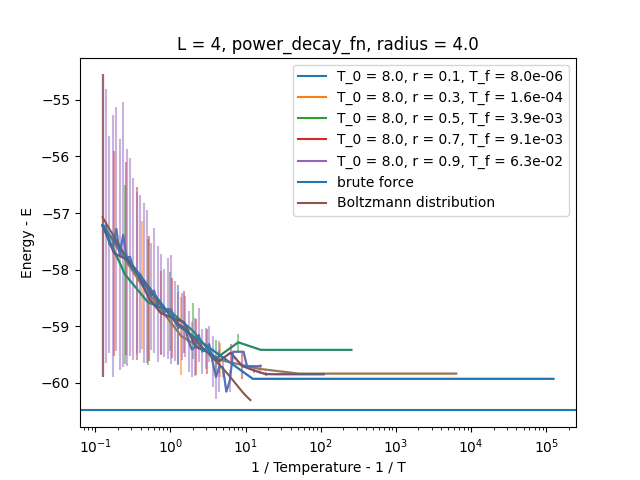 L = 4, power_decay_fn, radius = 4.0
T_0 = 8.0, r = 0.1, T_f = 8.0e-06
T_0 = 8.0, r = 0.3, T_f = 1.6e-04
T_0 = 8.0, r = 0.5, T_f = 3.9e-03
T_0 = 8.0, r = 0.7, T_f = 9.1e-03
T_0 = 8.0, r = 0.9, T_f = 6.3e-02
brute force
Boltzmann distribution
Energy - E
−55
−56
−57
−58
−59
−60
10⁻¹ 10⁰ 10¹ 10² 10³ 10⁴ 10⁵
1 / Temperature - 1 / T